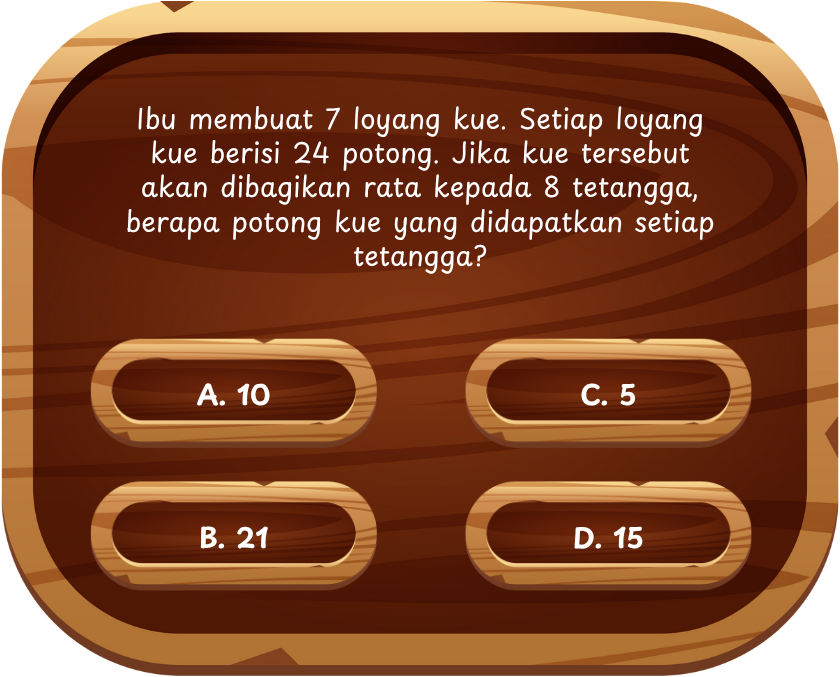 Ibu membuat 7 loyang kue. Setiap loyang
kue berisi 24 potong. Jika kue tersebut
akan dibagikan rata kepada 8 tetangga,
berapa potong kue yang didapatkan setiap
tetangga?
A. 10
C. 5
B. 21
D. 15